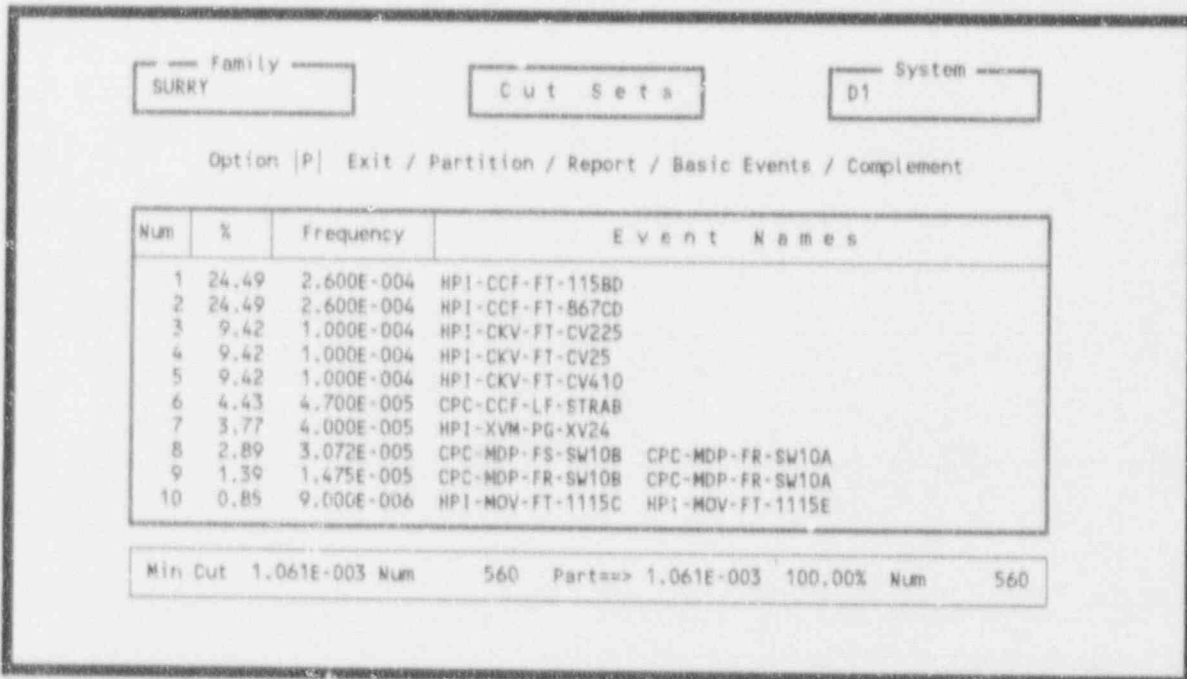 Family
SURRY
Cut Sets
System
D1
Option |P| Exit / Partition / Report / Basic Events / Complement
Num % Frequency Event Names
1 24.49 2.600E-004 HPI-CCF-FT-115BD
2 24.49 2.600E-004 HPI-CCF-FT-867CD
3 9.42 1.000E-004 HPI-CKV-FT-CV225
4 9.42 1.000E-004 HPI-CKV-FT-CV25
5 9.42 1.000E-004 HPI-CKV-FT-CV410
6 4.43 4.700E-005 CPC-CCF-LF-STRAB
7 3.77 4.000E-005 HPI-XVM-PG-XV24
8 2.89 3.072E-005 CPC-MDP-FS-SW10B CPC-MDP-FR-SW10A
9 1.39 1.475E-005 CPC-MDP-FR-SW10B CPC-MDP-FR-SW10A
10 0.85 9.000E-006 HPI-MOV-FT-1115C HPI-MOV-FT-1115E
Min Cut 1.061E-003 Num 560 Part==> 1.061E-003 100.00% Num 560